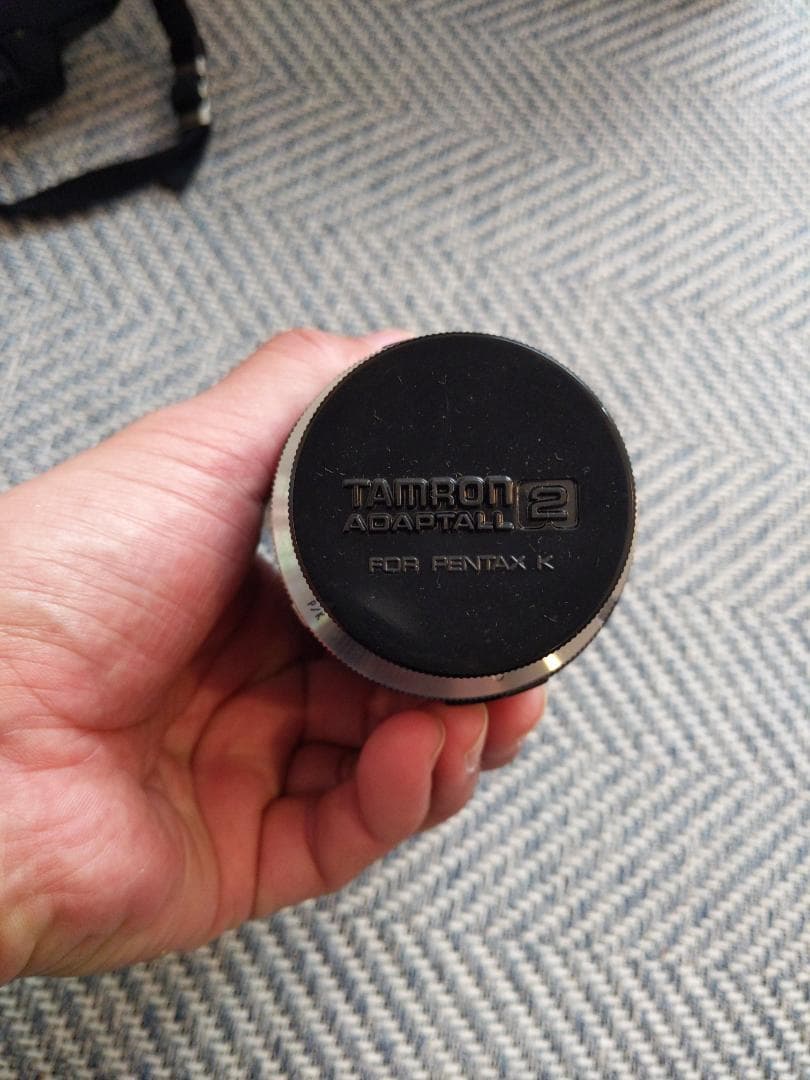 TAMRON
ADAPTALL 2
FOR PENTAX K
P/K